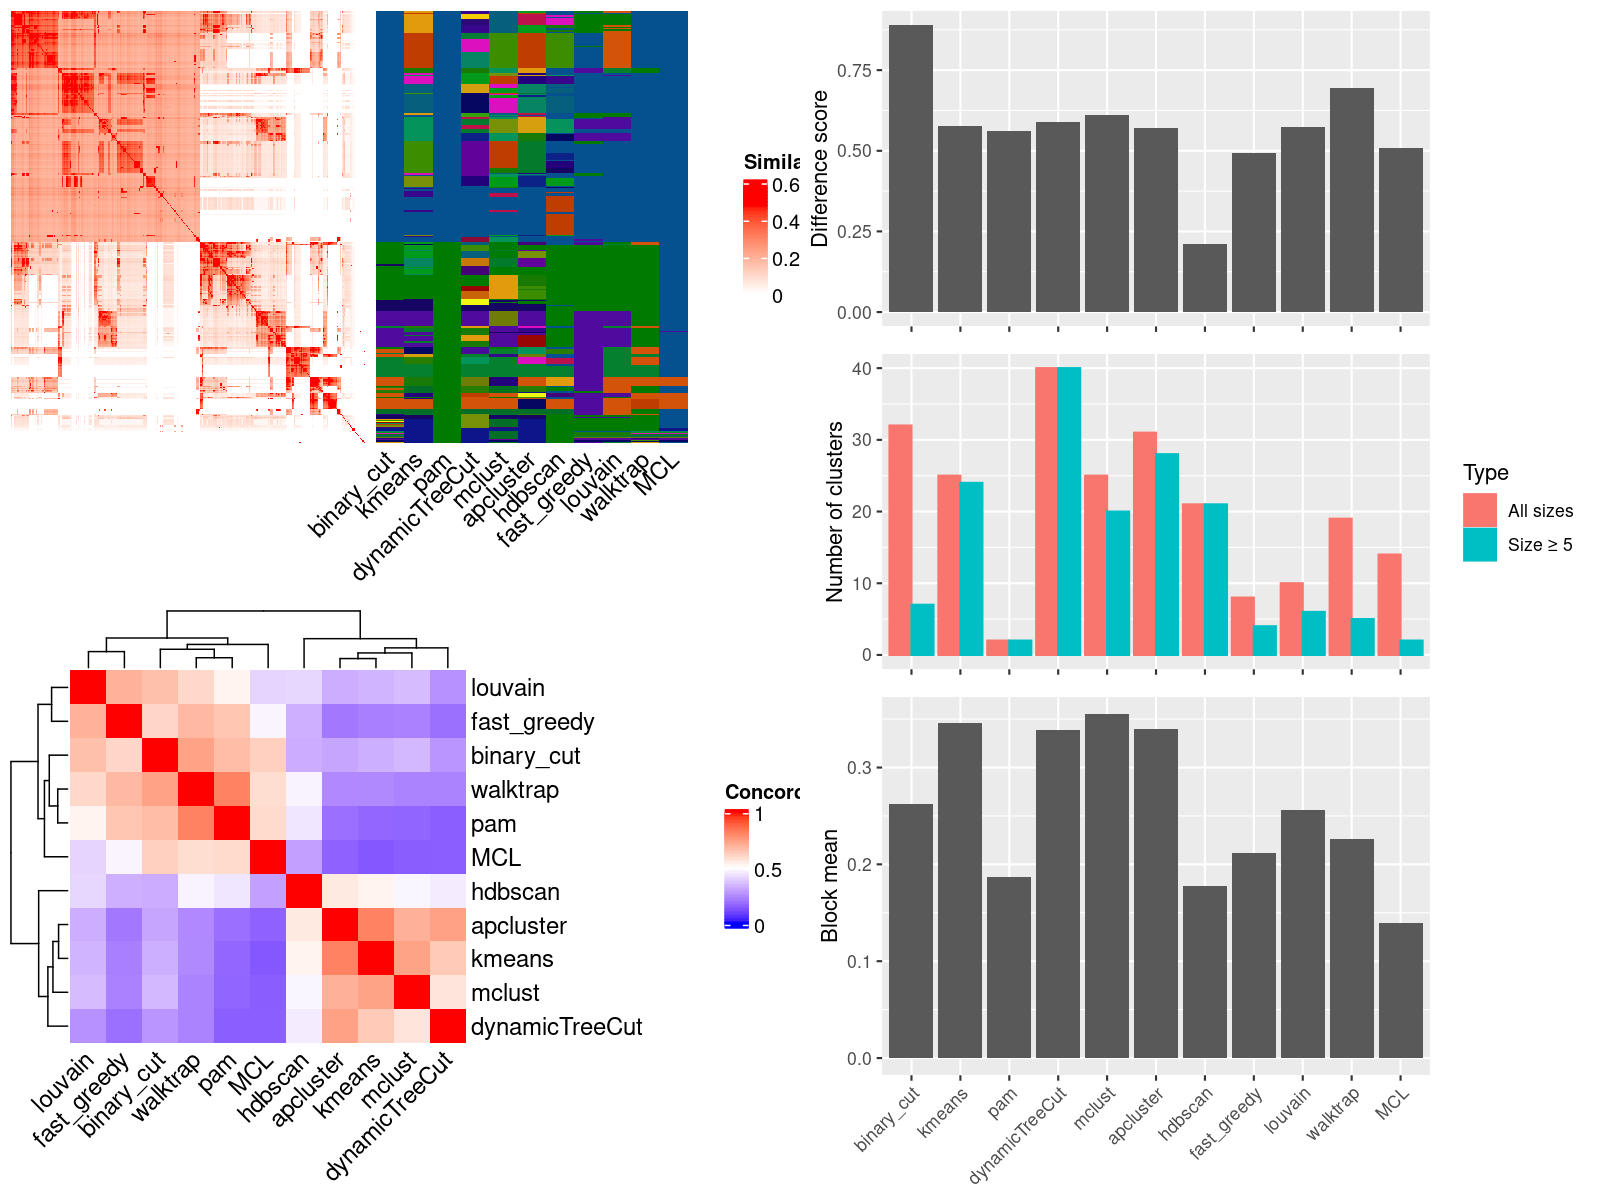 Simila
0.6
0.4
0.2
0
binary_cut
kmeans
pam
dynamicTreeCut
mclust
apcluster
hdbscan
fast_greedy
louvain
walktrap
MCL
louvain
fast_greedy
binary_cut
walktrap
pam
MCL
hdbscan
apcluster
kmeans
mclust
dynamicTreeCut
louvain
fast_greedy
binary_cut
walktrap
pam
MCL
hdbscan
apcluster
kmeans
mclust
dynamicTreeCut
Concord
1
0.5
0
Difference score
0.75
0.50
0.25
0.00
Number of clusters
40
30
20
10
0
Type
All sizes
Size ≥ 5
Block mean
0.3
0.2
0.1
0.0
binary_cut
kmeans
pam
dynamicTreeCut
mclust
apcluster
hdbscan
fast_greedy
louvain
walktrap
MCL